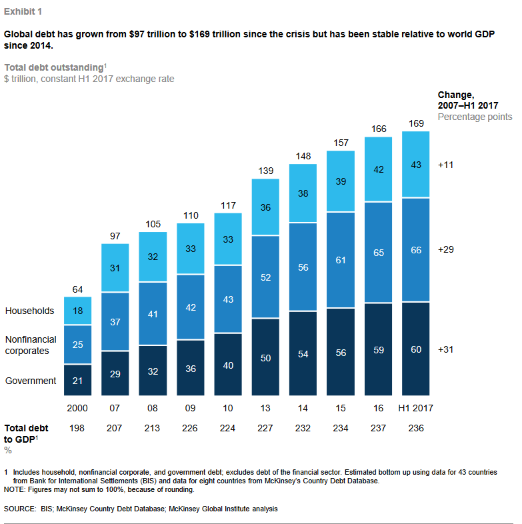 Exhibit 1
Global debt has grown from $97 trillion to $169 trillion since the crisis but has been stable relative to world GDP
since 2014.
Total debt outstanding¹
$ trillion, constant H1 2017 exchange rate
Change,
2007–H1 2017
Percentage points
64 97 105 110 117 139 148 157 166 169
Households 18 31 32 33 33 36 38 39 42 43 +11
Nonfinancial
corporates 25 37 41 42 43 52 56 61 65 66 +29
Government 21 29 32 36 40 50 54 56 59 60 +31
2000 07 08 09 10 13 14 15 16 H1 2017
Total debt 198 207 213 226 224 227 232 234 237 236
to GDP¹
%
1 Includes household, nonfinancial corporate, and government debt; excludes debt of the financial sector. Estimated bottom up using data for 43 countries
from Bank for International Settlements (BIS) and data for eight countries from McKinsey's Country Debt Database.
NOTE: Figures may not sum to 100%, because of rounding.
SOURCE: BIS; McKinsey Country Debt Database; McKinsey Global Institute analysis